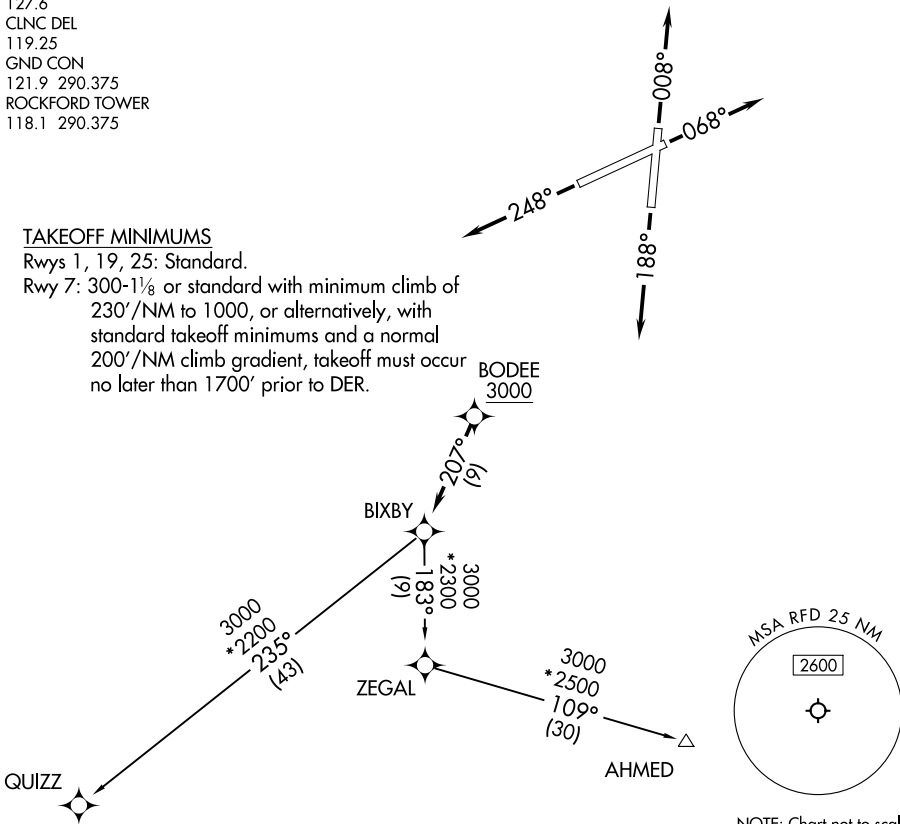 127.6
CLNC DEL
119.25
GND CON
121.9 290.375
ROCKFORD TOWER
118.1 290.375
008°
068°
248°
188°
TAKEOFF MINIMUMS
Rwys 1, 19, 25: Standard.
Rwy 7: 300-1⅛ or standard with minimum climb of
230'/NM to 1000, or alternatively, with
standard takeoff minimums and a normal
200'/NM climb gradient, takeoff must occur
no later than 1700' prior to DER.
BODEE
3000
207°
(9)
BIXBY
3000
*2300
183°
(9)
3000
*2200
235°
(43)
ZEGAL
3000
*2500
109°
(30)
AHMED
QUIZZ
MSA RFD 25 NM
2600
NOTE: Chart not to scal